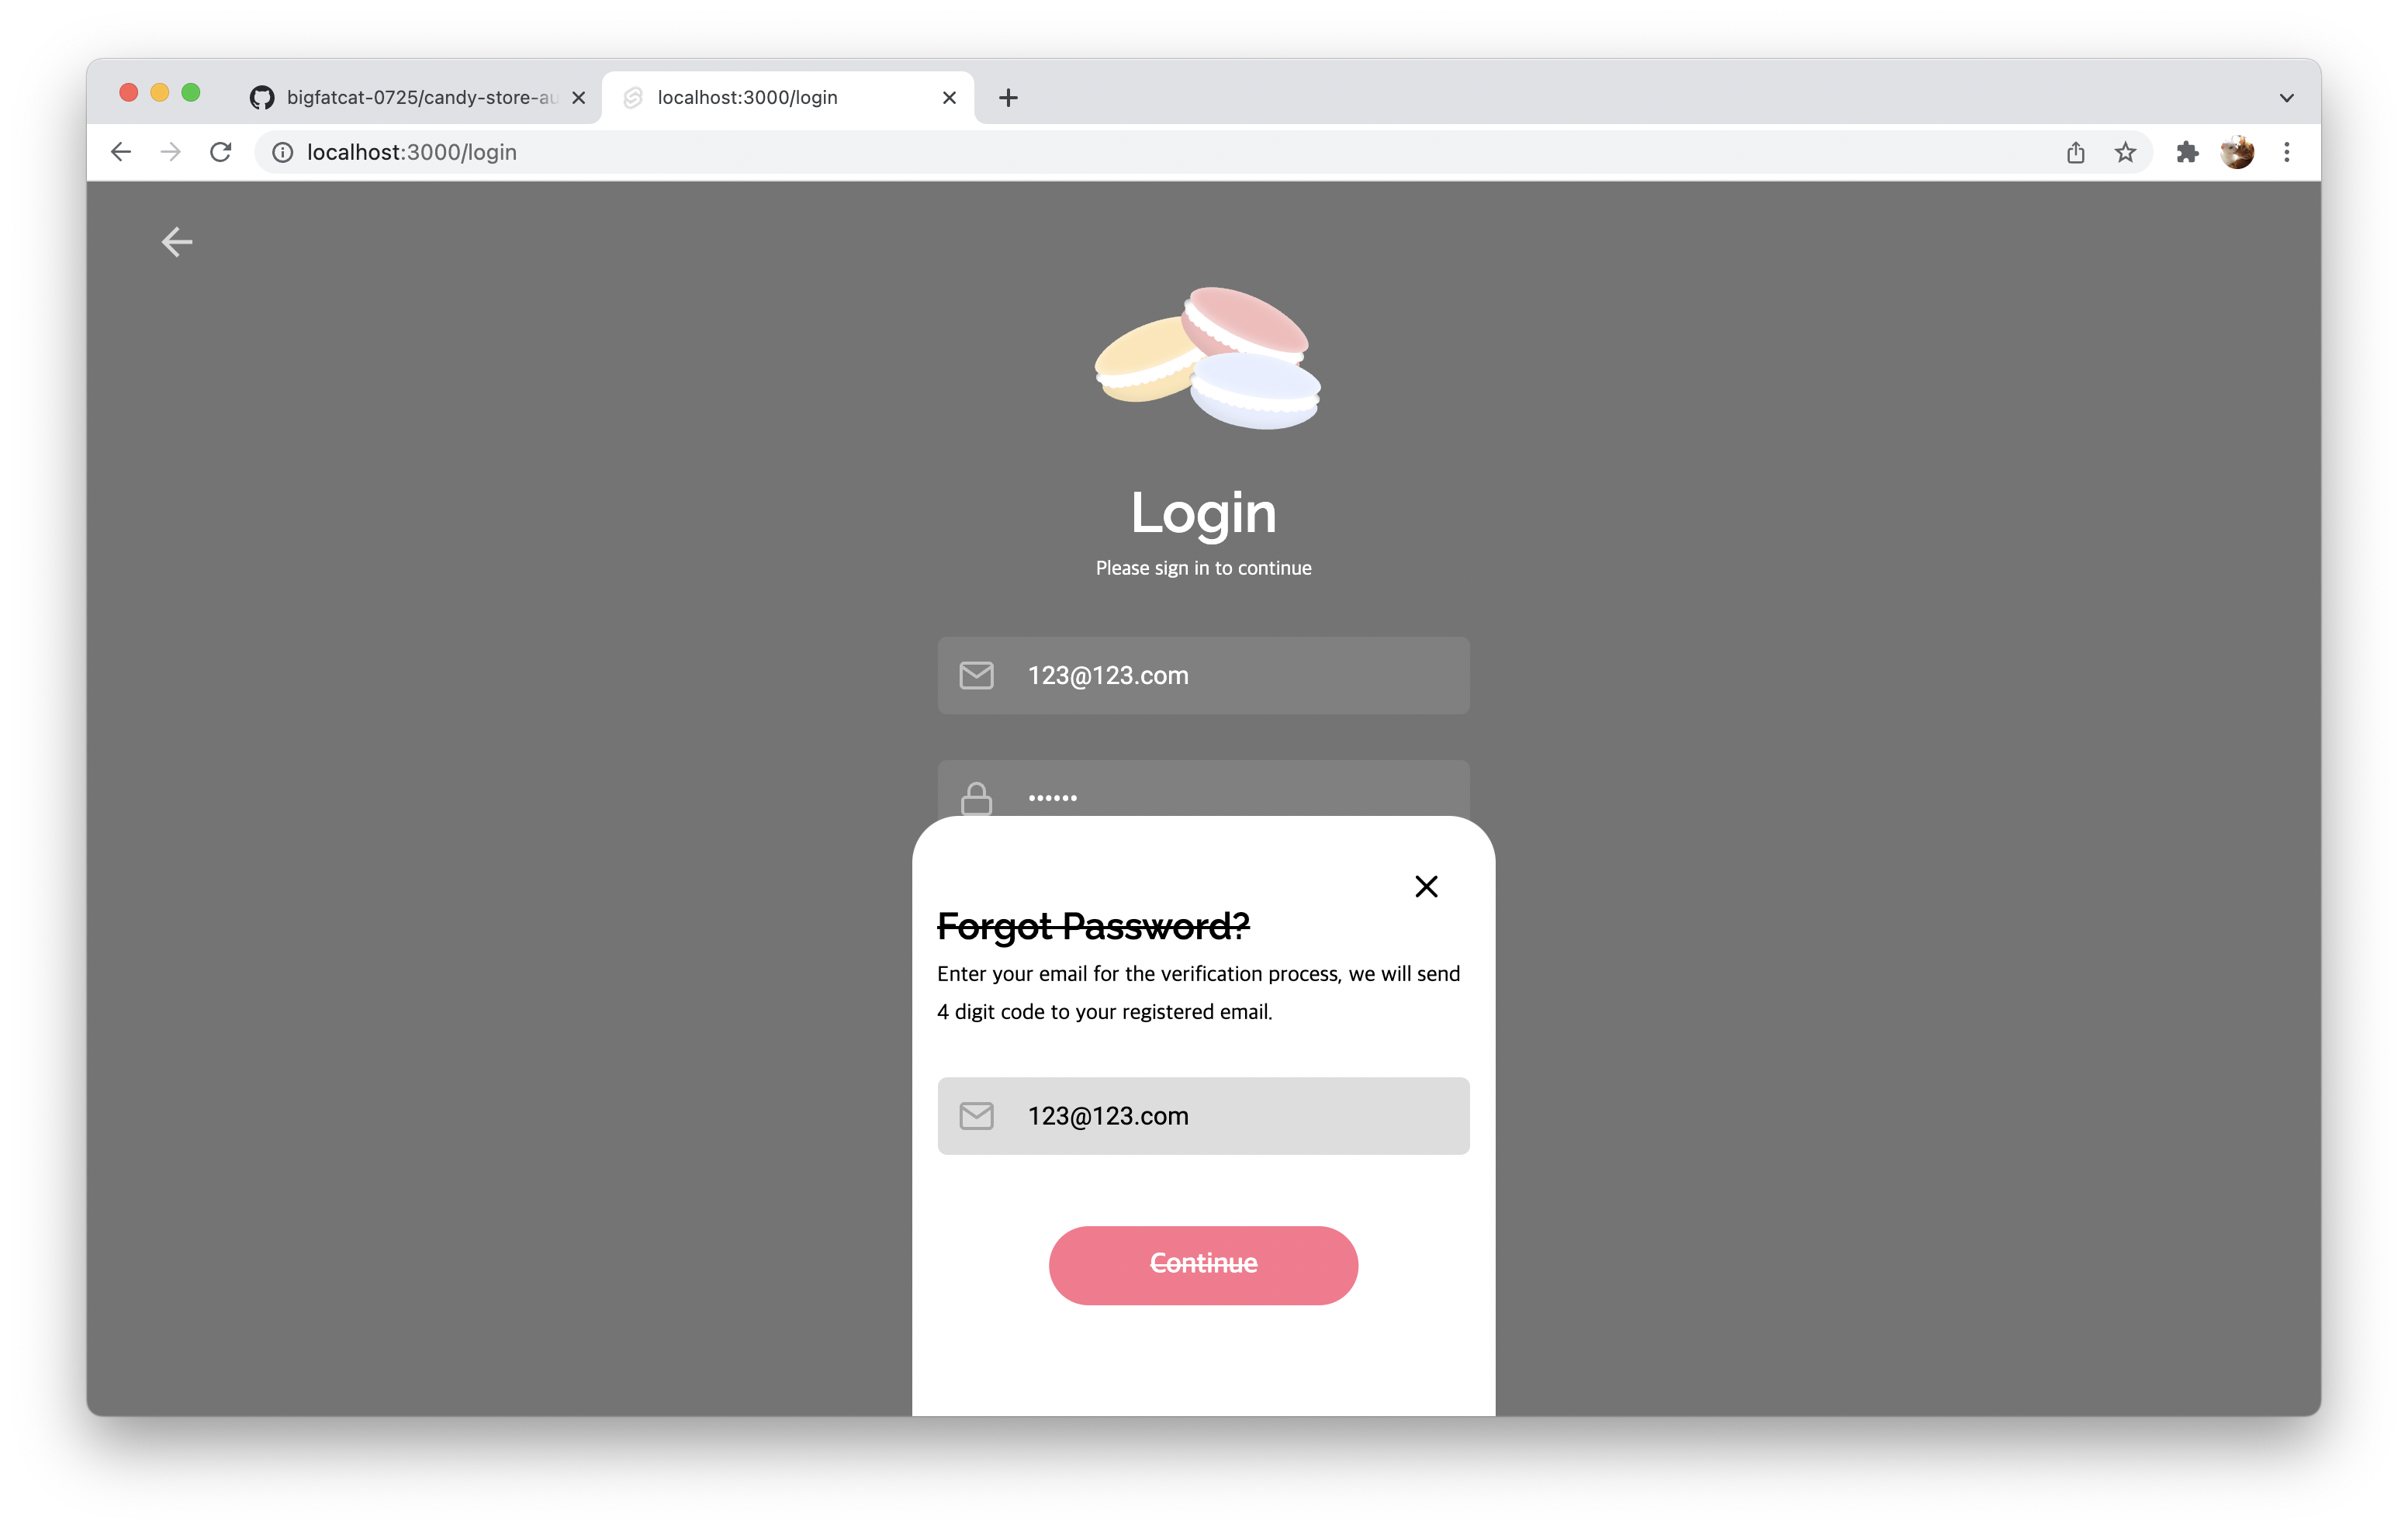 bigfatcat-0725/candy-store-au
localhost:3000/login
localhost:3000/login
Login
Please sign in to continue
123@123.com
••••••
Forgot Password?
Enter your email for the verification process, we will send
4 digit code to your registered email.
123@123.com
Continue